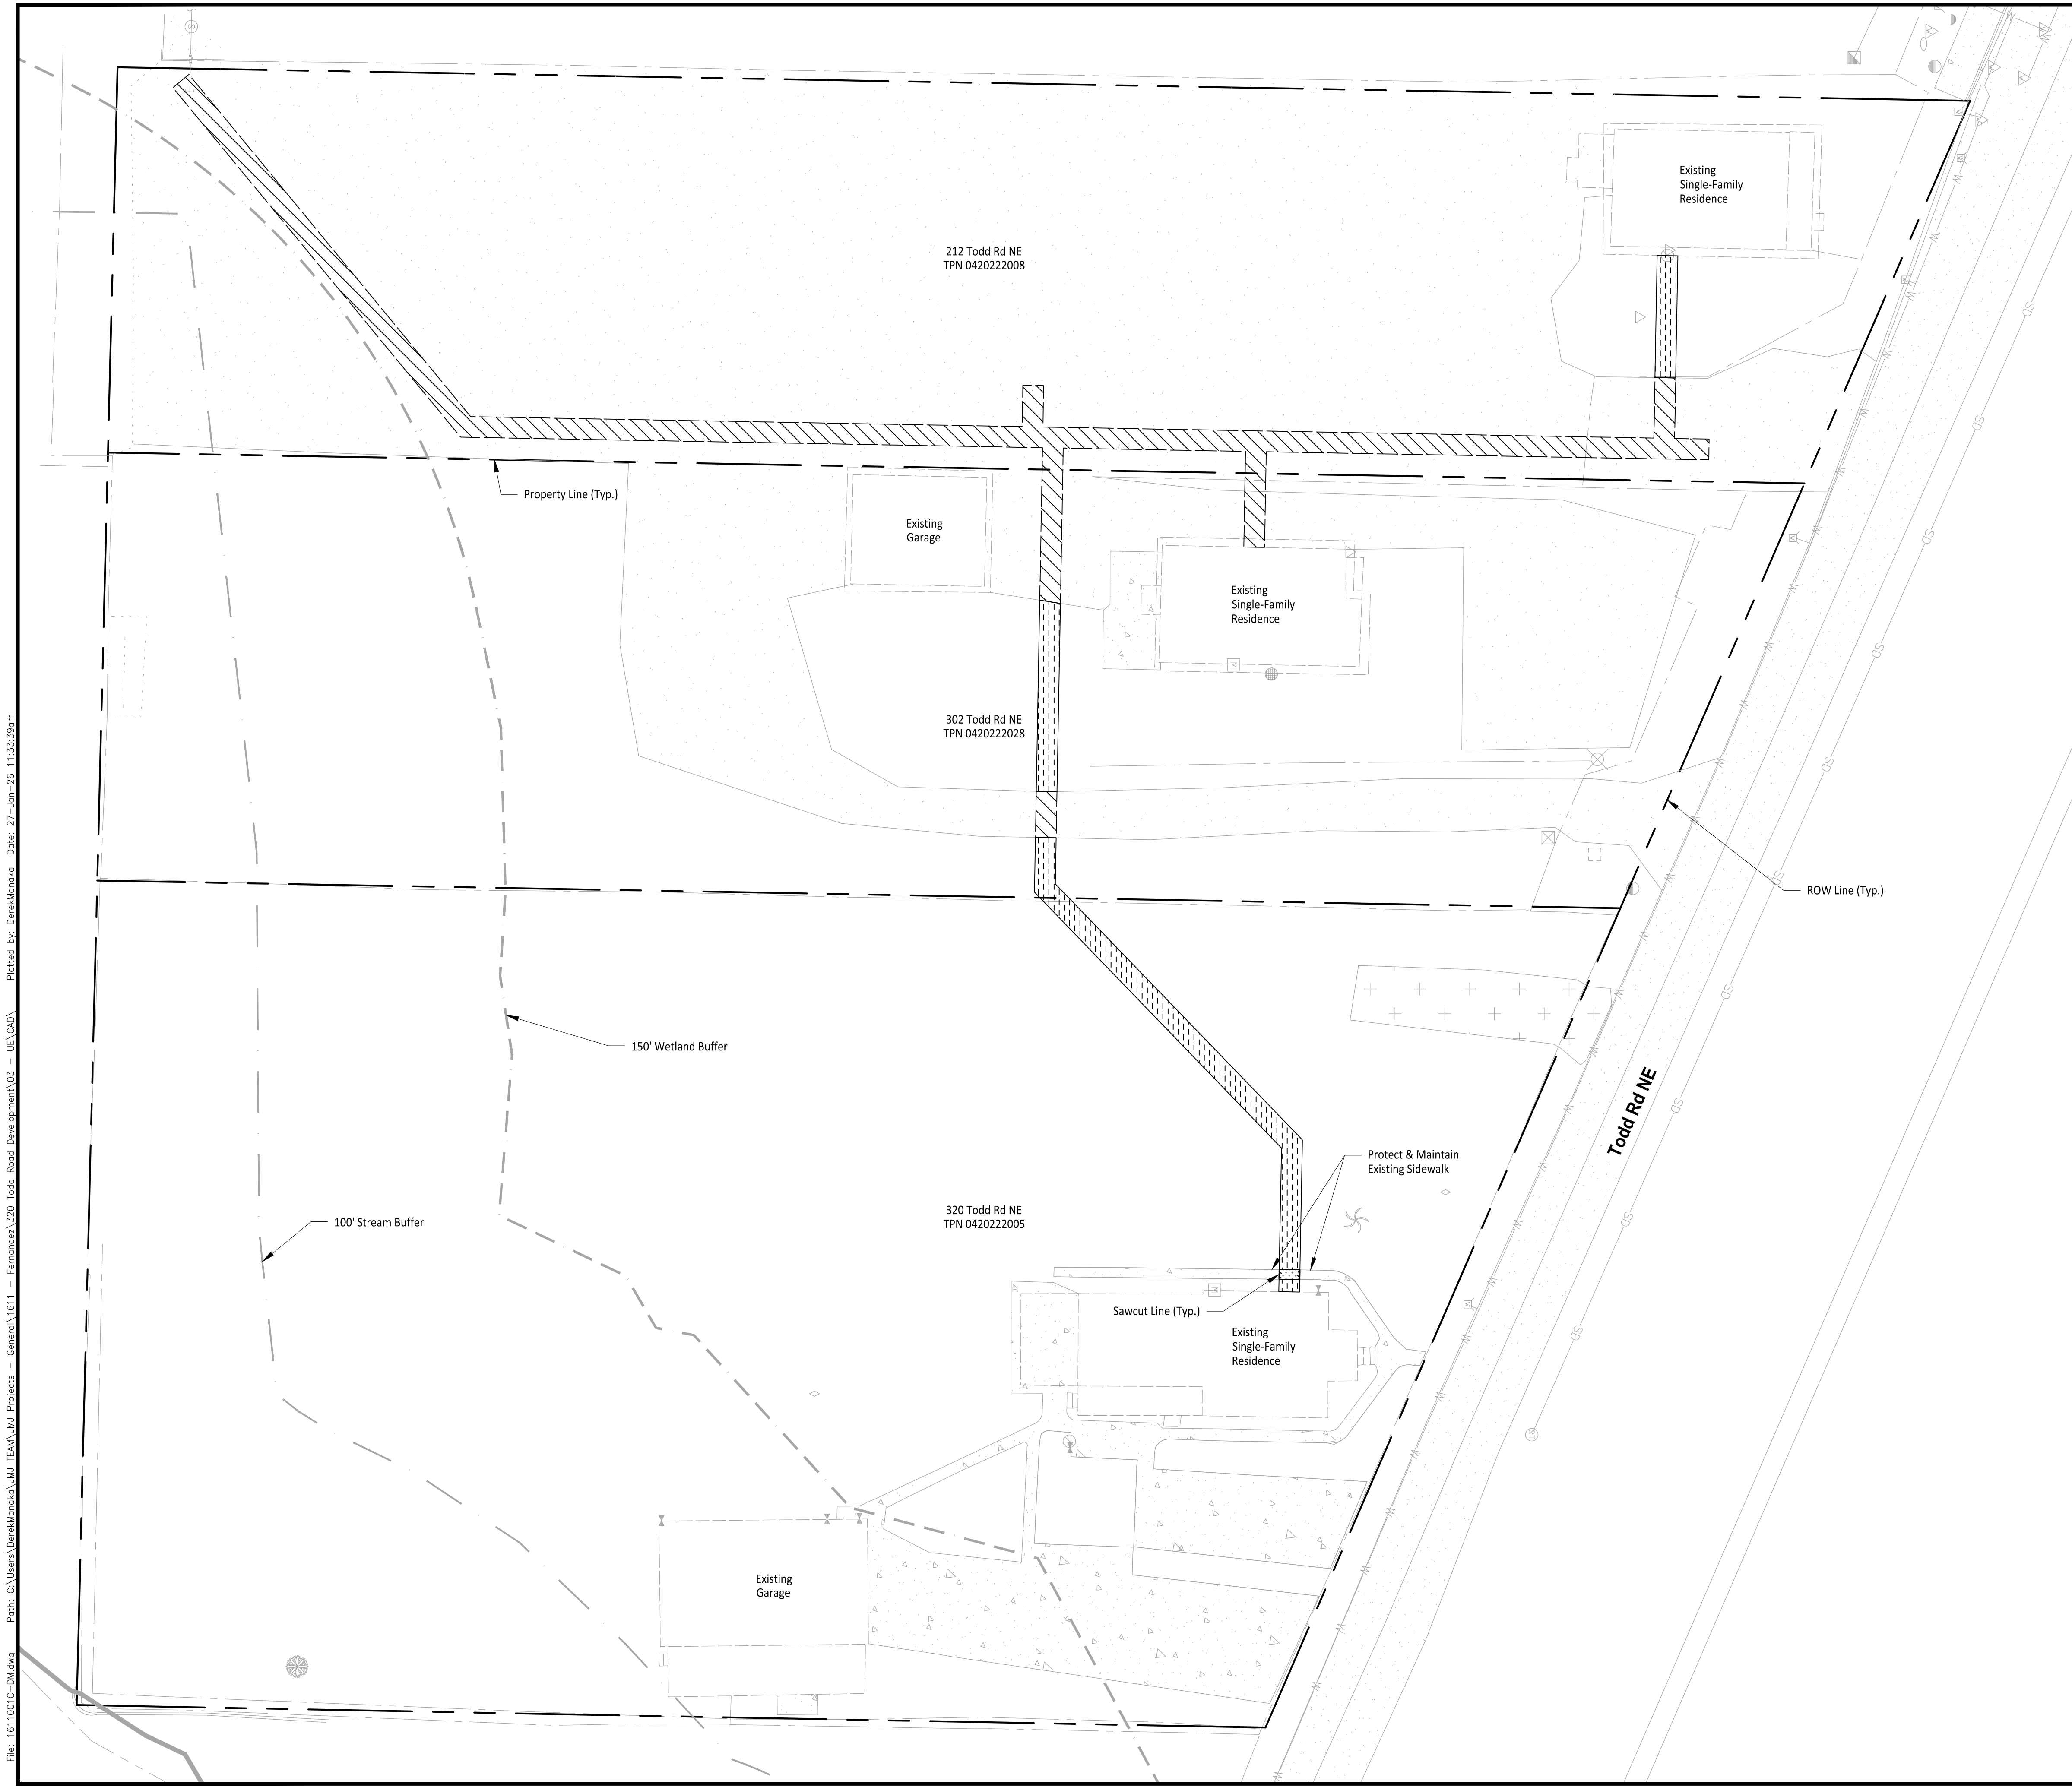 Existing
Single-Family
Residence
212 Todd Rd NE
TPN 0420222008
Property Line (Typ.)
Existing
Garage
Existing
Single-Family
Residence
302 Todd Rd NE
TPN 0420222028
ROW Line (Typ.)
150' Wetland Buffer
Todd Rd NE
Protect & Maintain
Existing Sidewalk
320 Todd Rd NE
TPN 0420222005
100' Stream Buffer
Sawcut Line (Typ.)
Existing
Single-Family
Residence
Existing
Garage
File: 1611001C-DM.dwg Path: C:\Users\DerekManaka\JMJ TEAM\JMJ Projects - General\1611 - Fernandez\320 Todd Road Development\03 - UE\CAD\ Plotted by: DerekManaka Date: 27-Jan-26 11:33:39am